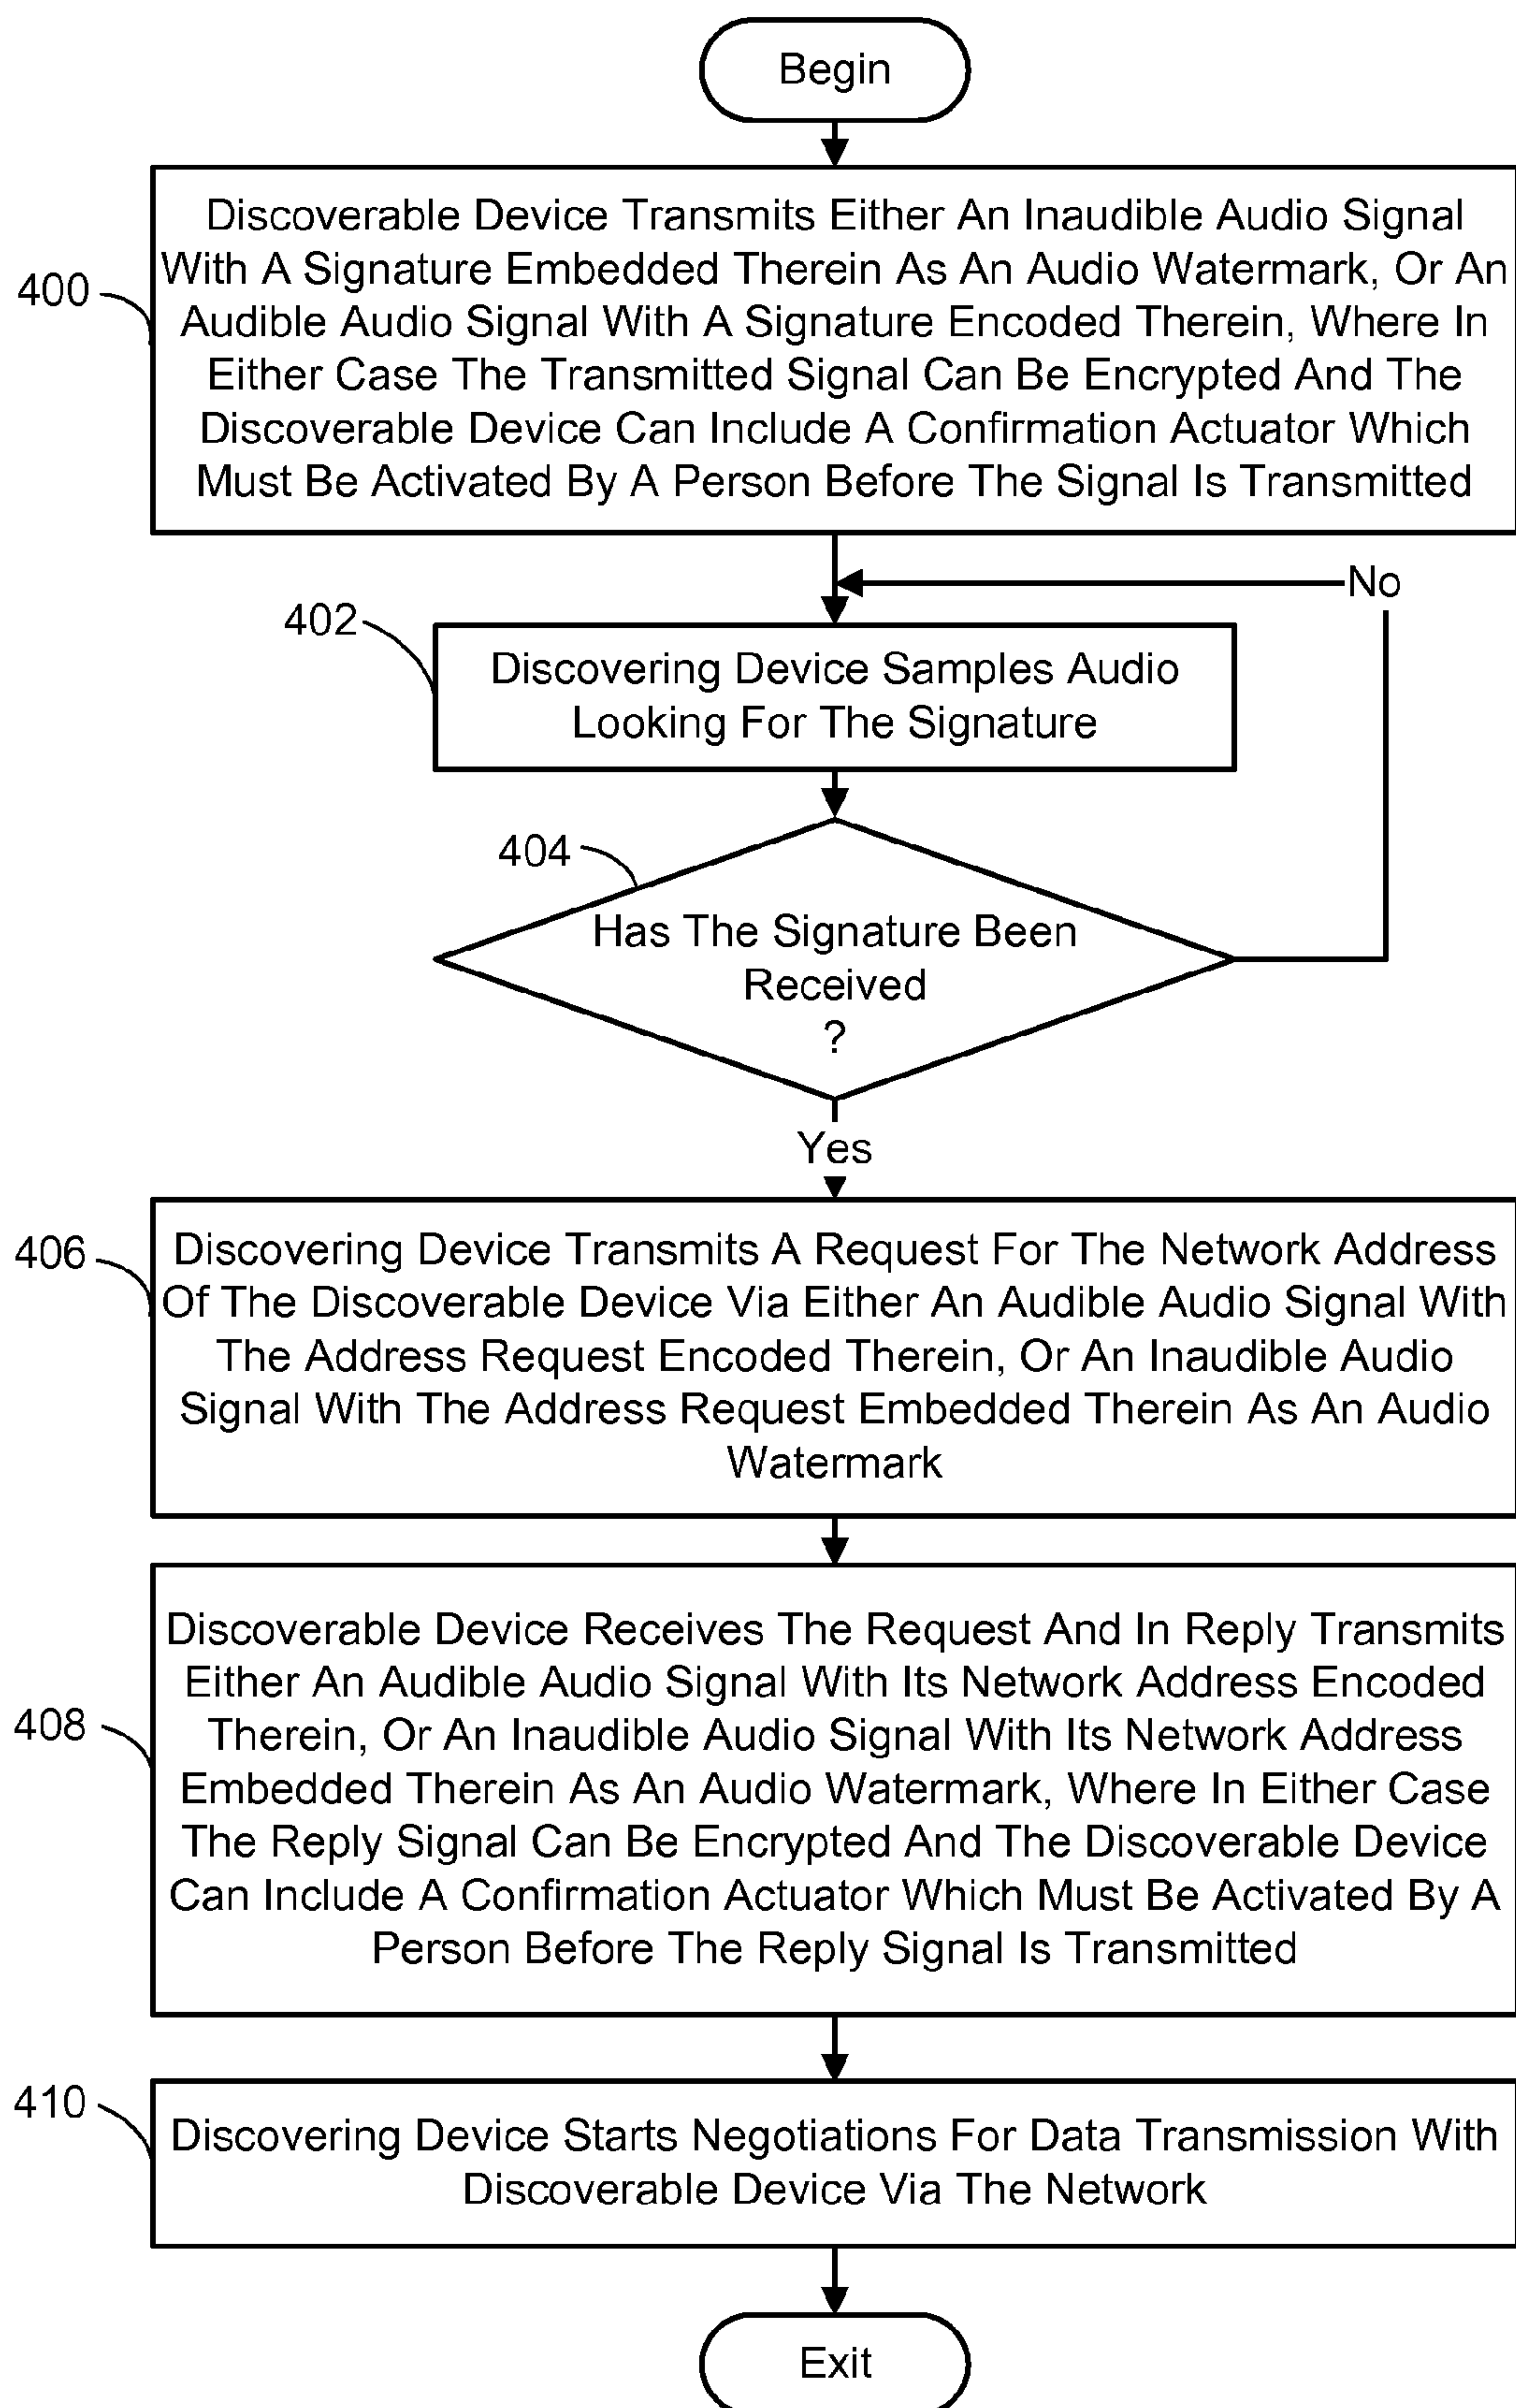 Begin
400
Discoverable Device Transmits Either An Inaudible Audio Signal
With A Signature Embedded Therein As An Audio Watermark, Or An
Audible Audio Signal With A Signature Encoded Therein, Where In
Either Case The Transmitted Signal Can Be Encrypted And The
Discoverable Device Can Include A Confirmation Actuator Which
Must Be Activated By A Person Before The Signal Is Transmitted
No
402
Discovering Device Samples Audio
Looking For The Signature
404
Has The Signature Been
Received
?
Yes
406
Discovering Device Transmits A Request For The Network Address
Of The Discoverable Device Via Either An Audible Audio Signal With
The Address Request Encoded Therein, Or An Inaudible Audio
Signal With The Address Request Embedded Therein As An Audio
Watermark
408
Discoverable Device Receives The Request And In Reply Transmits
Either An Audible Audio Signal With Its Network Address Encoded
Therein, Or An Inaudible Audio Signal With Its Network Address
Embedded Therein As An Audio Watermark, Where In Either Case
The Reply Signal Can Be Encrypted And The Discoverable Device
Can Include A Confirmation Actuator Which Must Be Activated By A
Person Before The Reply Signal Is Transmitted
410
Discovering Device Starts Negotiations For Data Transmission With
Discoverable Device Via The Network
Exit